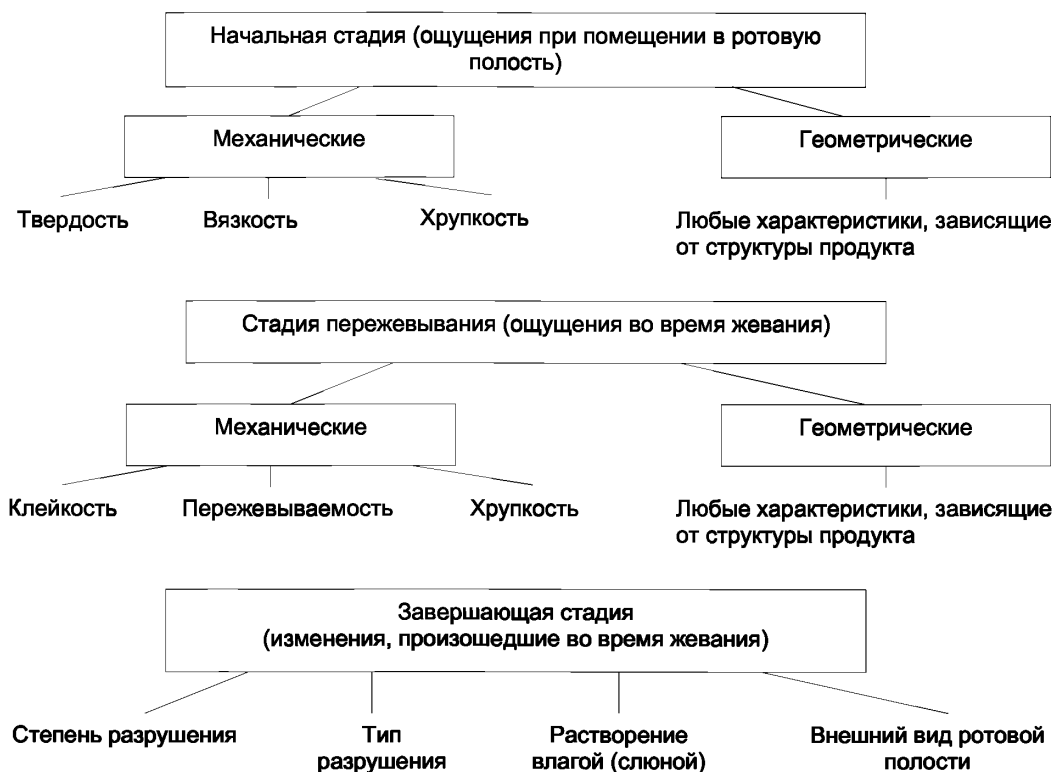 Начальная стадия (ощущения при помещении в ротовую
полость)
Механические
Геометрические
Твердость
Вязкость
Хрупкость
Любые характеристики, зависящие
от структуры продукта
Стадия пережевывания (ощущения во время жевания)
Механические
Геометрические
Клейкость
Пережевываемость
Хрупкость
Любые характеристики, зависящие
от структуры продукта
Завершающая стадия
(изменения, произошедшие во время жевания)
Степень разрушения
Тип
разрушения
Растворение
влагой (слюной)
Внешний вид ротовой
полости